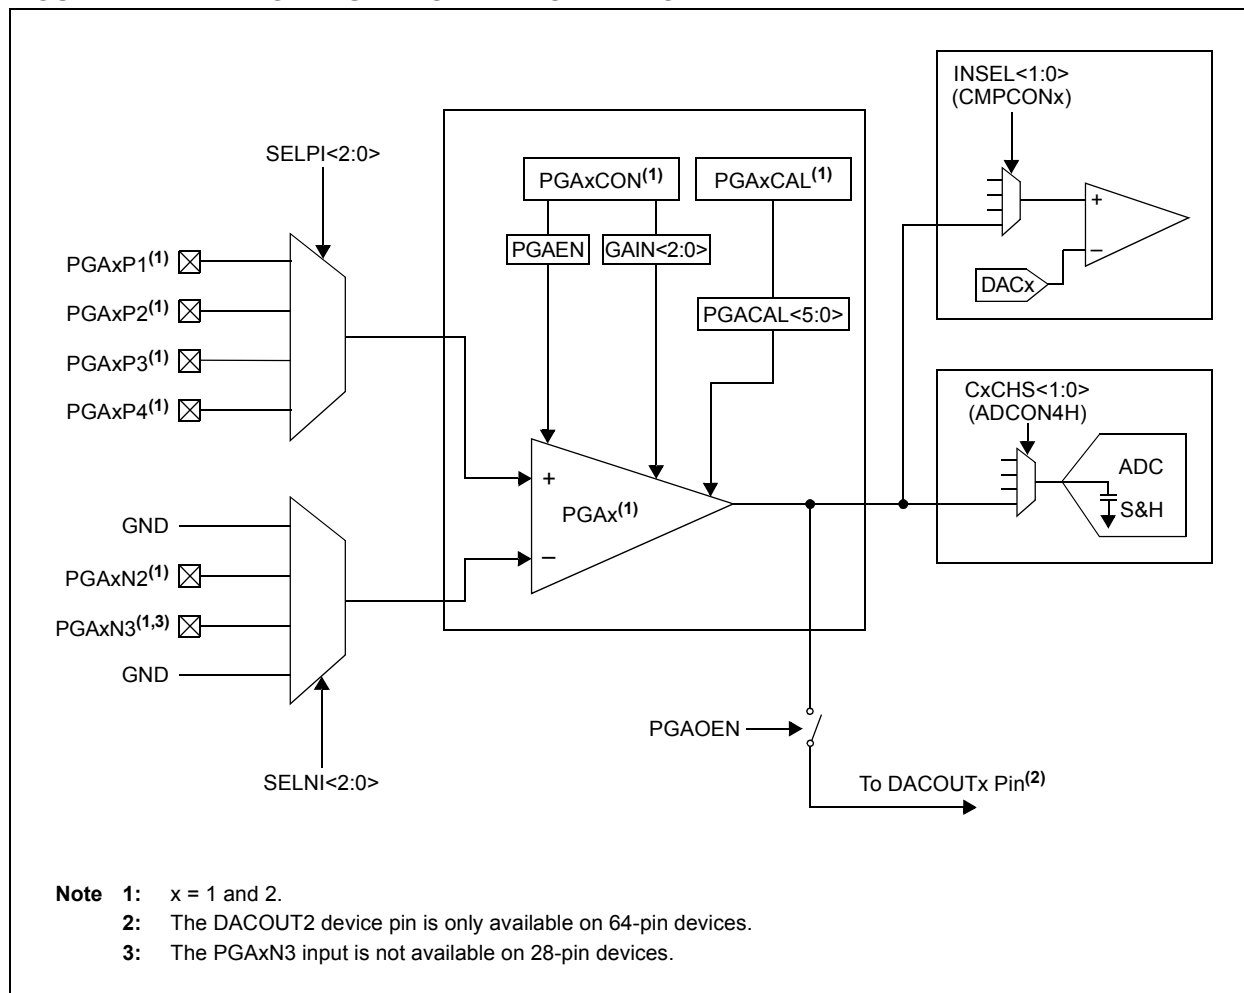 INSEL<1:0>
(CMPCONx)
SELPI<2:0>
PGAxCON(1)
PGAxCAL(1)
PGAEN
GAIN<2:0>
PGACAL<5:0>
+
–
DACx
PGAxP1(1)
PGAxP2(1)
PGAxP3(1)
PGAxP4(1)
CxCHS<1:0>
(ADCON4H)
ADC
S&H
+
PGAx(1)
–
GND
PGAxN2(1)
PGAxN3(1,3)
GND
SELNI<2:0>
PGAOEN
To DACOUTx Pin(2)
Note 1: x = 1 and 2.
2: The DACOUT2 device pin is only available on 64-pin devices.
3: The PGAxN3 input is not available on 28-pin devices.